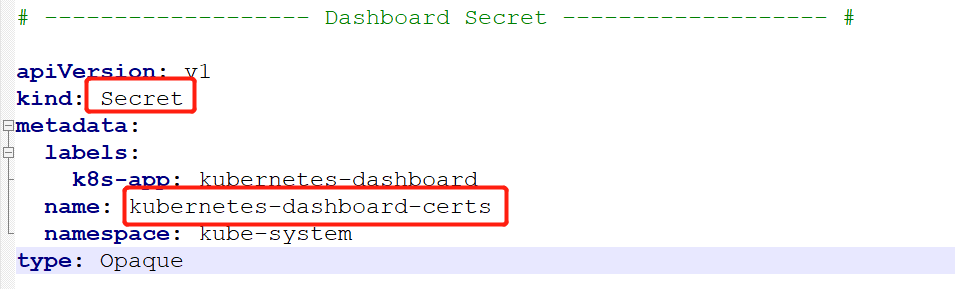 # ------------------- Dashboard Secret ------------------- #
apiVersion: v1
kind: Secret
metadata:
  labels:
    k8s-app: kubernetes-dashboard
  name: kubernetes-dashboard-certs
  namespace: kube-system
type: Opaque